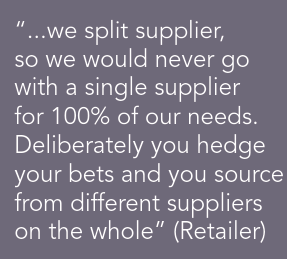 “...we split supplier,
so we would never go
with a single supplier
for 100% of our needs.
Deliberately you hedge
your bets and you source
from different suppliers
on the whole” (Retailer)